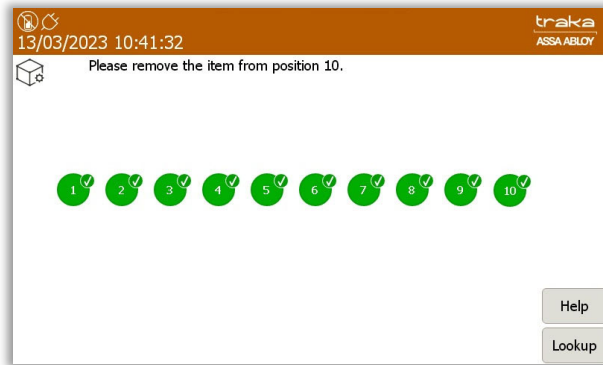 traka
13/03/2023 10:41:32
ASSA ABLOY
Please remove the item from position 10.
1 2 3 4 5 6 7 8 9 10
Help
Lookup